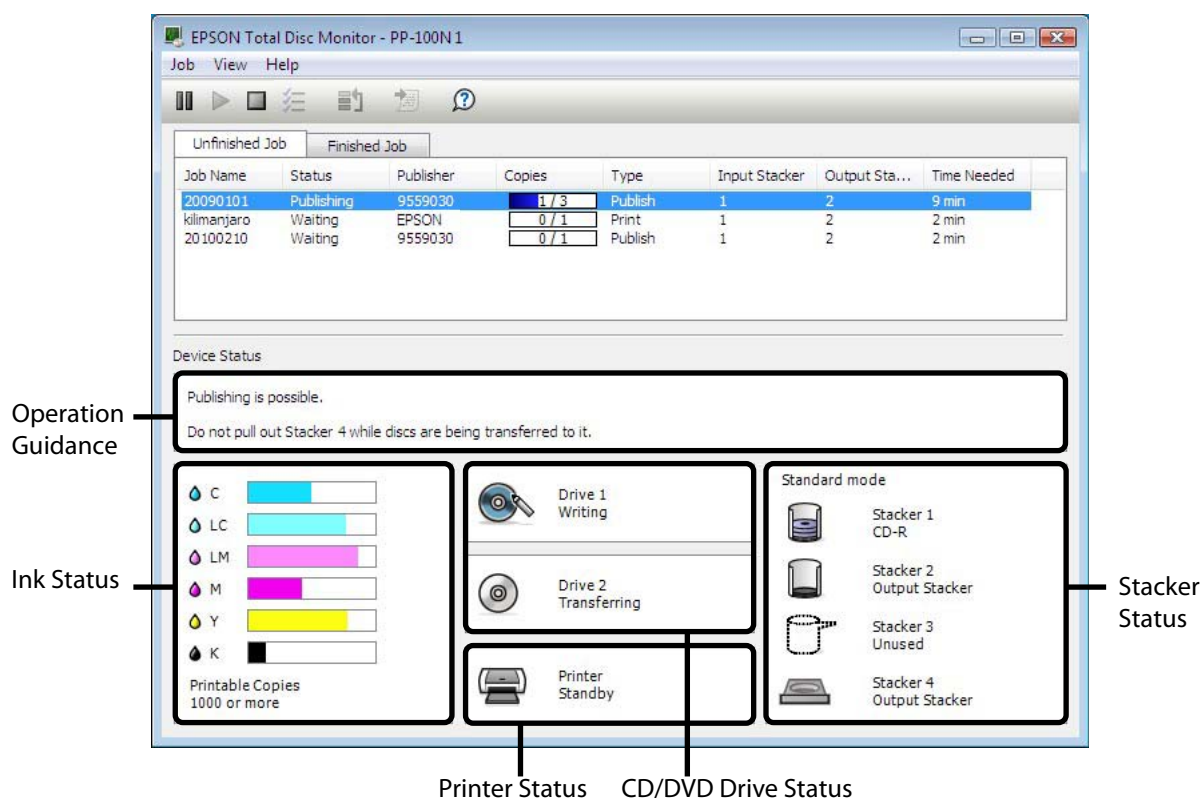 EPSON Total Disc Monitor - PP-100N 1
Job View Help
Unfinished Job Finished Job
Job Name Status Publisher Copies Type Input Stacker Output Sta... Time Needed
20090101 Publishing 9559030 1 / 3 Publish 1 2 9 min
kilimanjaro Waiting EPSON 0 / 1 Print 1 2 2 min
20100210 Waiting 9559030 0 / 1 Publish 1 2 2 min
Device Status
Publishing is possible.
Do not pull out Stacker 4 while discs are being transferred to it.
Operation
Guidance
C
LC
LM
M
Y
K
Printable Copies
1000 or more
Ink Status
Drive 1
Writing
Drive 2
Transferring
Printer
Standby
Standard mode
Stacker 1
CD-R
Stacker 2
Output Stacker
Stacker 3
Unused
Stacker 4
Output Stacker
Stacker
Status
Printer Status CD/DVD Drive Status